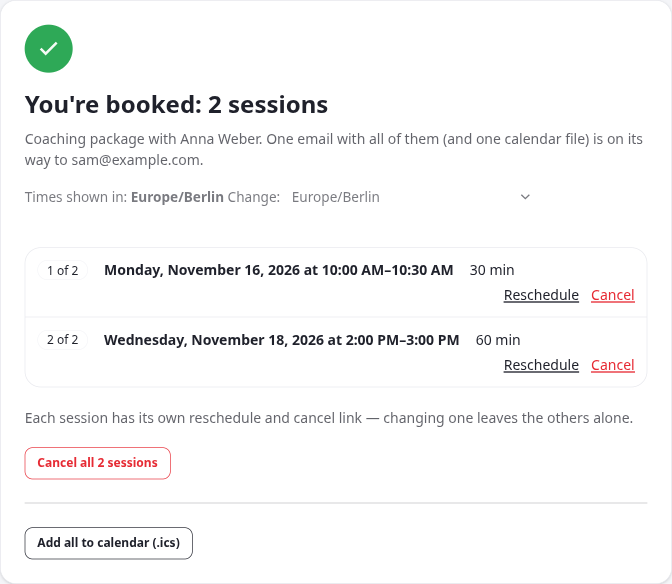 You're booked: 2 sessions
Coaching package with Anna Weber. One email with all of them (and one calendar file) is on its
way to sam@example.com.
Times shown in: Europe/Berlin Change: Europe/Berlin
1 of 2 Monday, November 16, 2026 at 10:00 AM–10:30 AM 30 min
Reschedule Cancel
2 of 2 Wednesday, November 18, 2026 at 2:00 PM–3:00 PM 60 min
Reschedule Cancel
Each session has its own reschedule and cancel link — changing one leaves the others alone.
Cancel all 2 sessions
Add all to calendar (.ics)